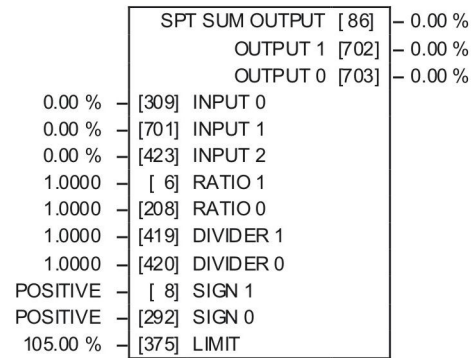 SPT SUM OUTPUT [ 86] – 0.00 %
OUTPUT 1 [702] – 0.00 %
OUTPUT 0 [703] – 0.00 %
0.00 % – [309] INPUT 0
0.00 % – [701] INPUT 1
0.00 % – [423] INPUT 2
1.0000 – [ 6] RATIO 1
1.0000 – [208] RATIO 0
1.0000 – [419] DIVIDER 1
1.0000 – [420] DIVIDER 0
POSITIVE – [ 8] SIGN 1
POSITIVE – [292] SIGN 0
105.00 % – [375] LIMIT